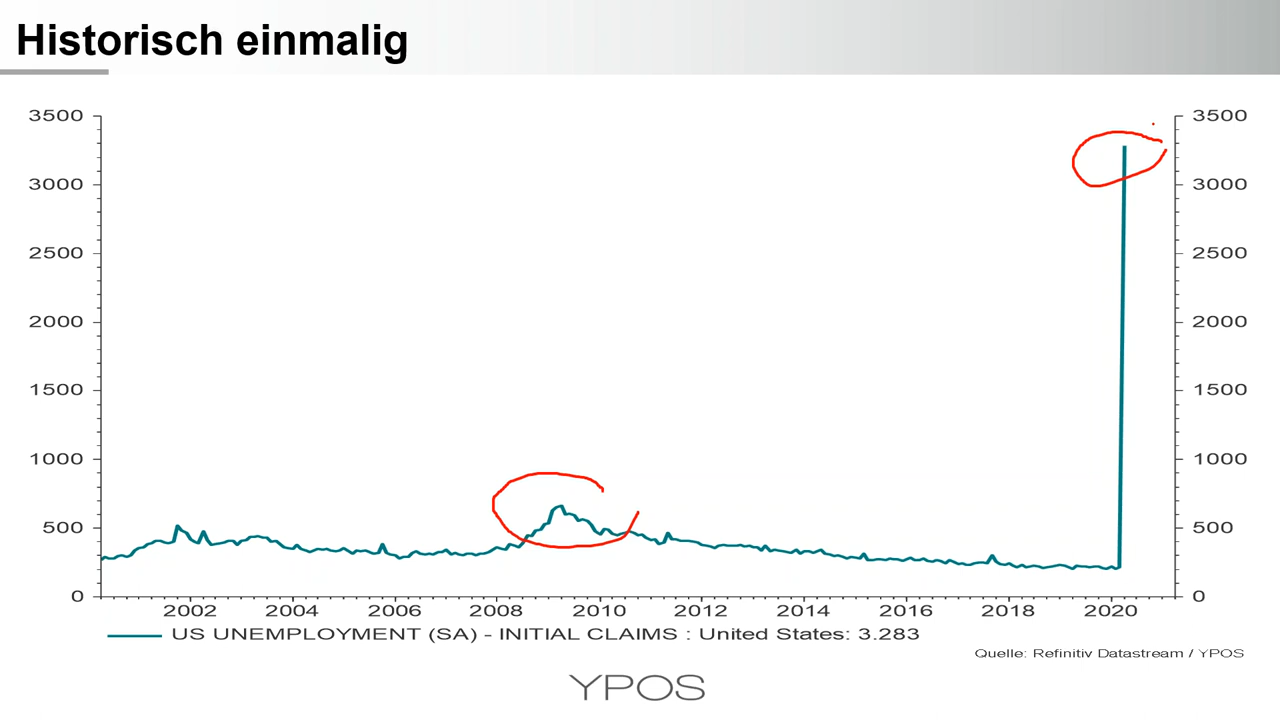 Historisch einmalig
3500 3500
3000 3000
2500 2500
2000 2000
1500 1500
1000 1000
500 500
0 0
2002 2004 2006 2008 2010 2012 2014 2016 2018 2020
US UNEMPLOYMENT (SA) - INITIAL CLAIMS : United States: 3.283
Quelle: Refinitiv Datastream / YPOS
YPOS